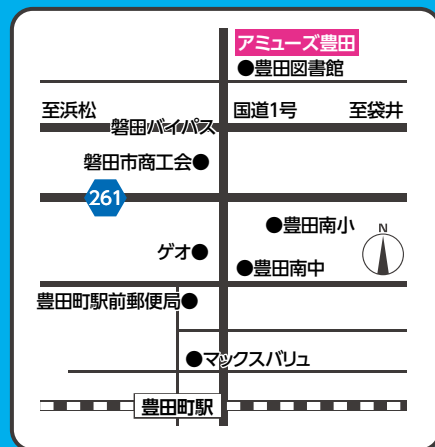 アミューズ豊田
●豊田図書館
至浜松
国道1号
至袋井
磐田バイパス
磐田市商工会●
261
●豊田南小
N
ゲオ●
●豊田南中
豊田町駅前郵便局●
●マックスバリュ
豊田町駅